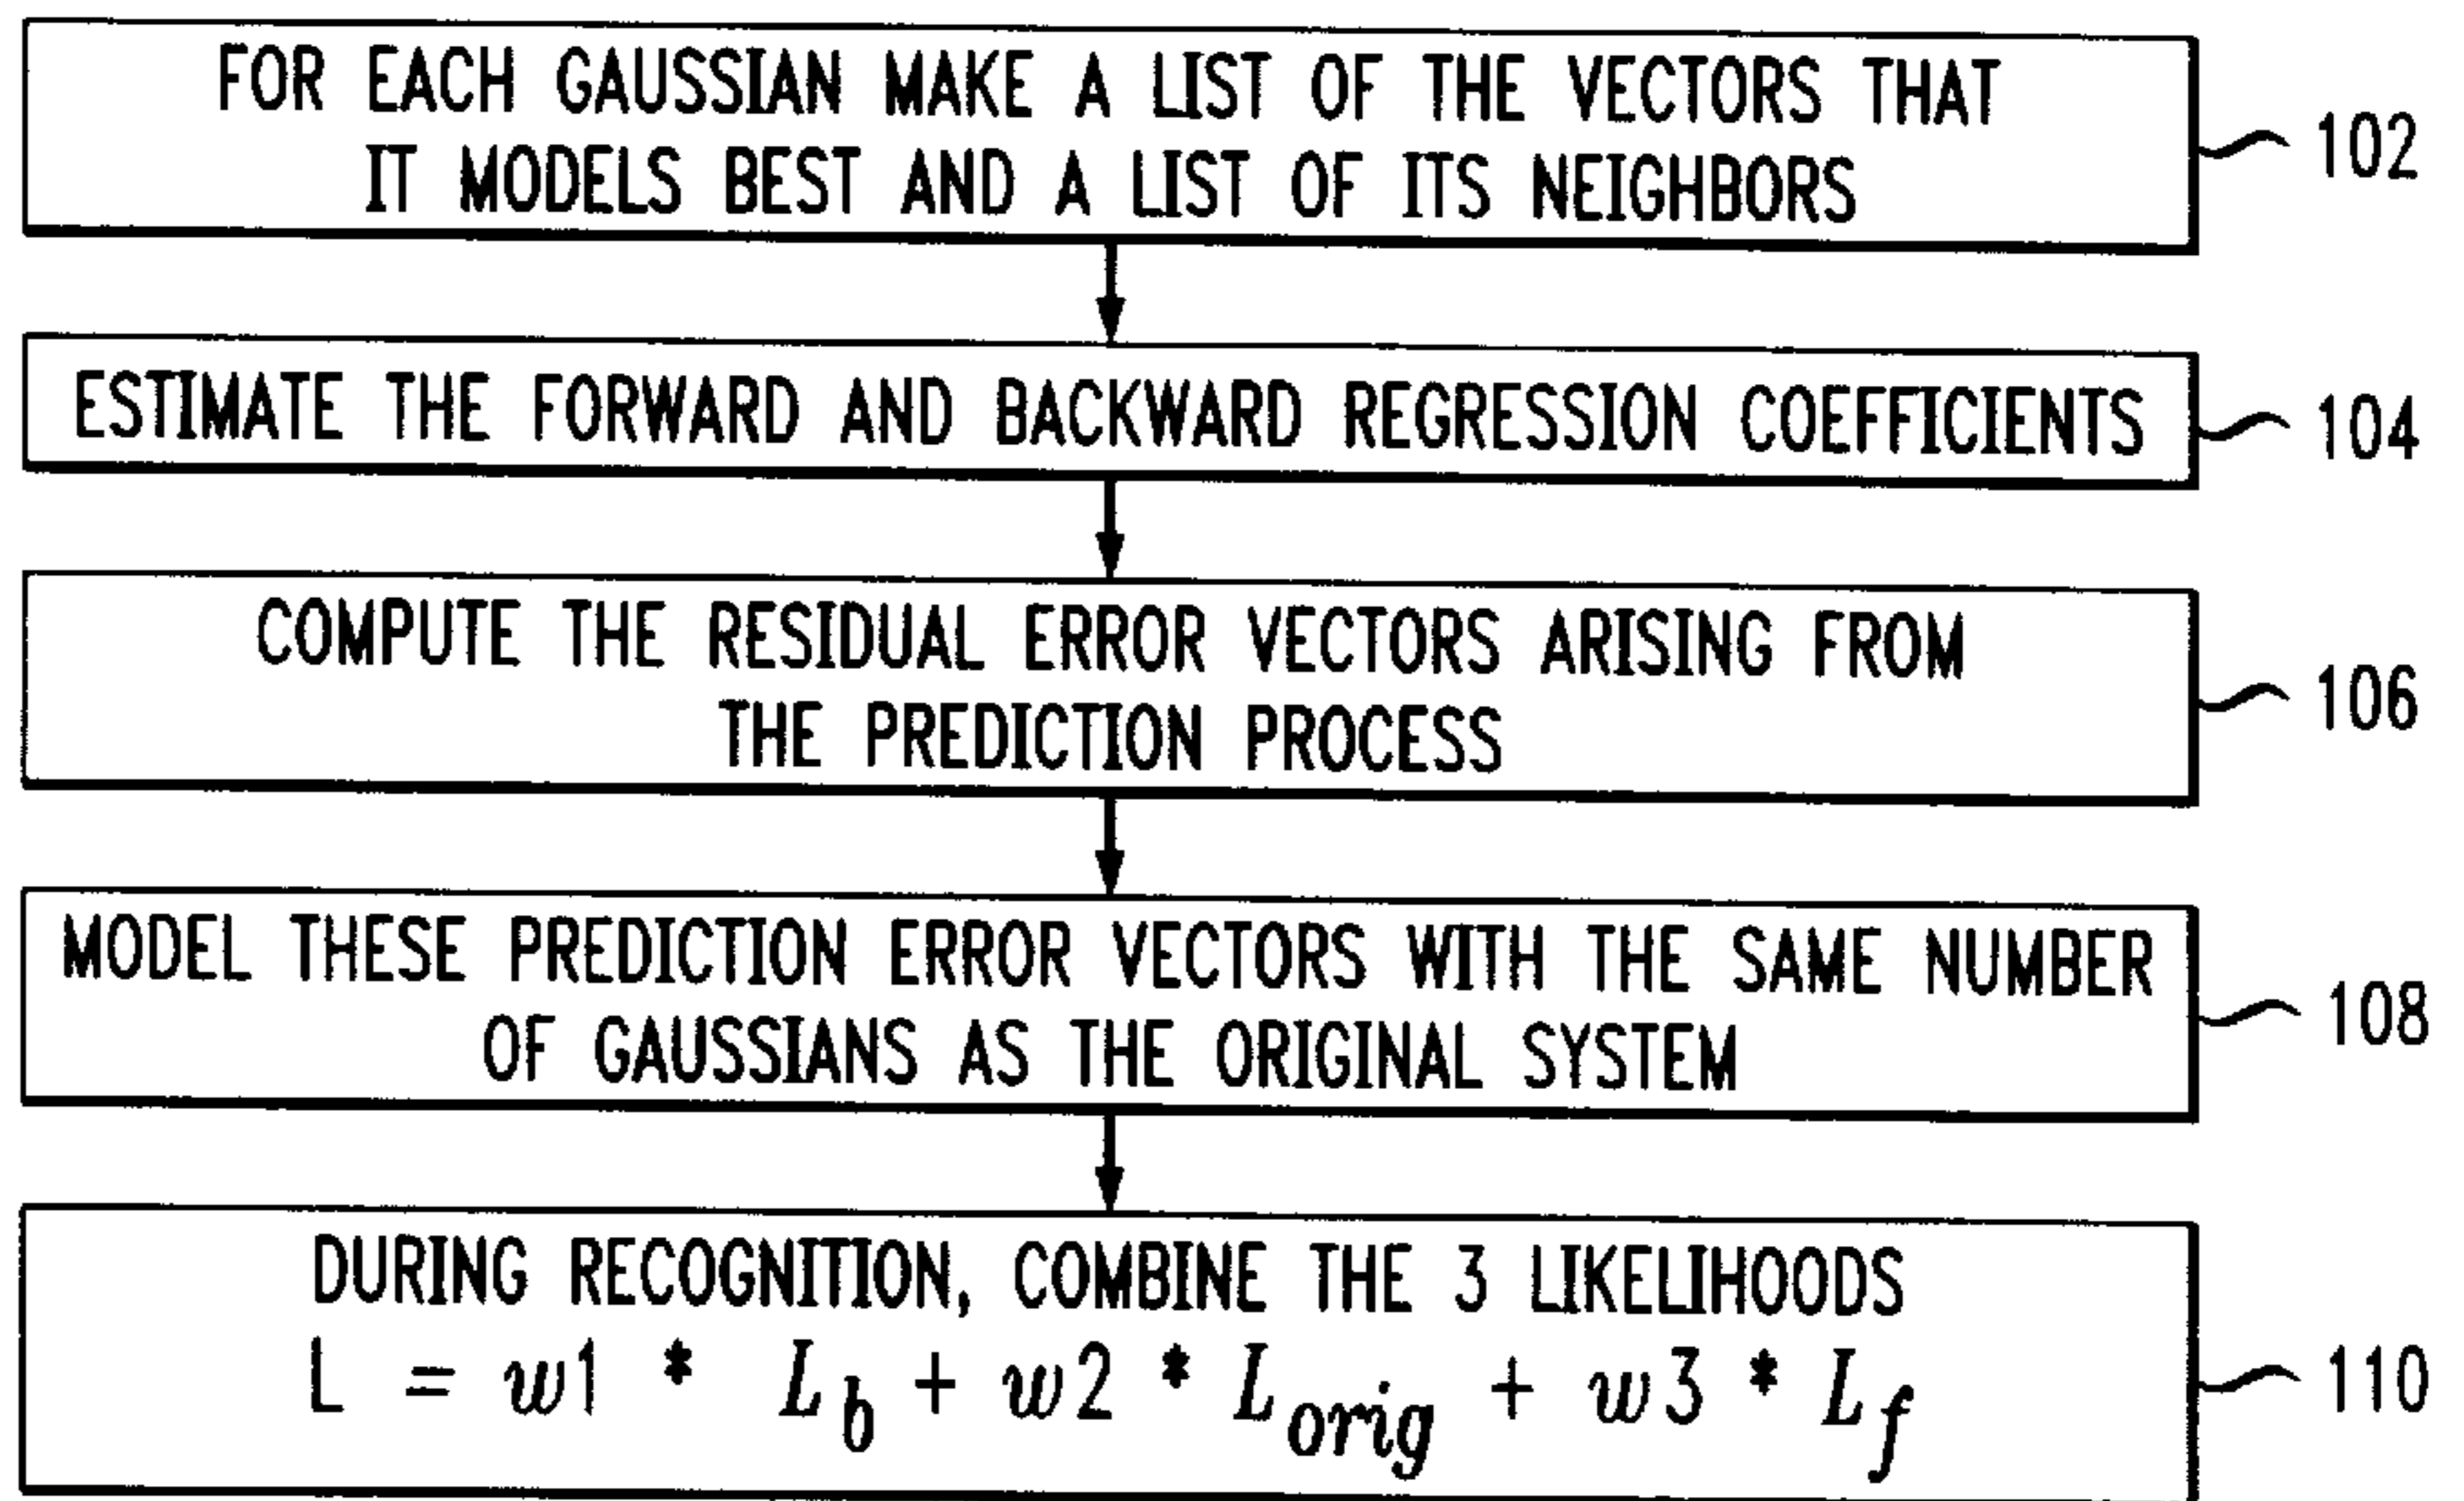 FOR EACH GAUSSIAN MAKE A LIST OF THE VECTORS THAT
IT MODELS BEST AND A LIST OF ITS NEIGHBORS
102
ESTIMATE THE FORWARD AND BACKWARD REGRESSION COEFFICIENTS
104
COMPUTE THE RESIDUAL ERROR VECTORS ARISING FROM
THE PREDICTION PROCESS
106
MODEL THESE PREDICTION ERROR VECTORS WITH THE SAME NUMBER
OF GAUSSIANS AS THE ORIGINAL SYSTEM
108
DURING RECOGNITION, COMBINE THE 3 LIKELIHOODS
L = w1 * L_b + w2 * L_orig + w3 * L_f
110